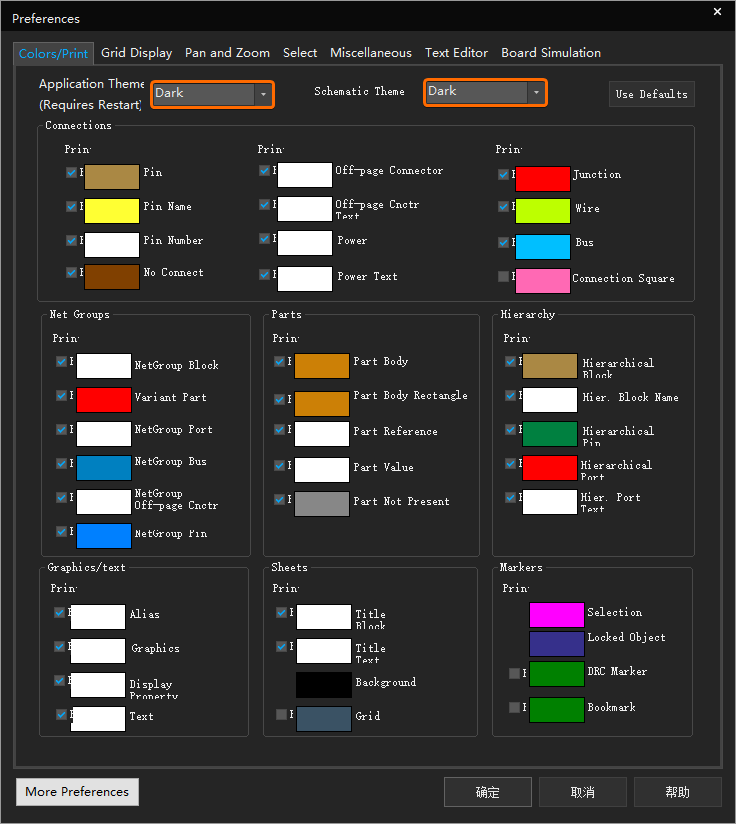 Preferences
Colors/Print Grid Display Pan and Zoom Select Miscellaneous Text Editor Board Simulation
Application Theme Dark Schematic Theme Dark Use Defaults
(Requires Restart)
Connections
Prin Prin Prin
Pin Off-page Connector Junction
Pin Name Off-page Cnctr Text Wire
Pin Number Power Bus
No Connect Power Text Connection Square
Net Groups Parts Hierarchy
Prin Prin Prin
NetGroup Block Part Body Hierarchical Block
Variant Part Part Body Rectangle Hier. Block Name
NetGroup Port Part Reference Hierarchical Pin
NetGroup Bus Part Value Hierarchical Port
NetGroup Off-page Cnctr Part Not Present Hier. Port Text
NetGroup Pin
Graphics/text Sheets Markers
Prin Prin Prin
Alias Title Block Selection
Locked Object
Graphics Title Text DRC Marker
Display Property Background
Text Grid Bookmark
More Preferences 确定 取消 帮助